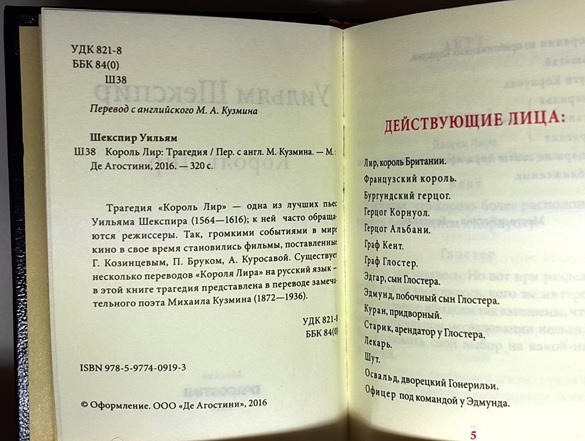 УДК 821-8
ББК 84(0)
Ш38
Перевод с английского М. А. Кузмина
Шекспир Уильям
Ш38 Король Лир: Трагедия / Пер. с англ. М. Кузмина. — М.:
Де Агостини, 2016. — 320 с.
Трагедия «Король Лир» — одна из лучших пьес
Уильяма Шекспира (1564—1616); к ней часто обраща-
ются режиссеры. Так, громкими событиями в мире
кино в свое время становились фильмы, поставленные
Г. Козинцевым, П. Бруком, А. Куросавой. Существует
несколько переводов «Короля Лира» на русский язык –
в этой книге трагедия представлена в переводе замеча-
тельного поэта Михаила Кузмина (1872—1936).
УДК 821-8
ББК 84(0)
ISBN 978-5-9774-0919-3
© Оформление. ООО «Де Агостини», 2016
ДЕЙСТВУЮЩИЕ ЛИЦА:
Лир, король Британии.
Французский король.
Бургундский герцог.
Герцог Корнуол.
Герцог Альбани.
Граф Кент.
Граф Глостер.
Эдгар, сын Глостера.
Эдмунд, побочный сын Глостера.
Куран, придворный.
Старик, арендатор у Глостера.
Лекарь.
Шут.
Освальд, дворецкий Гонерильи.
Офицер под командой у Эдмунда.
5